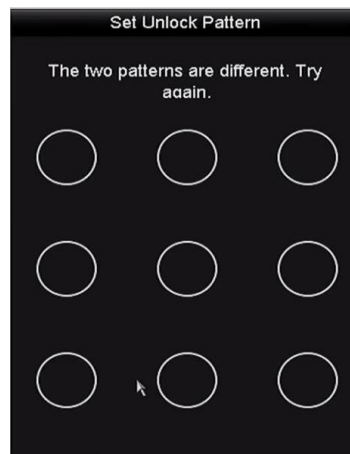 Set Unlock Pattern
The two patterns are different. Try
again.